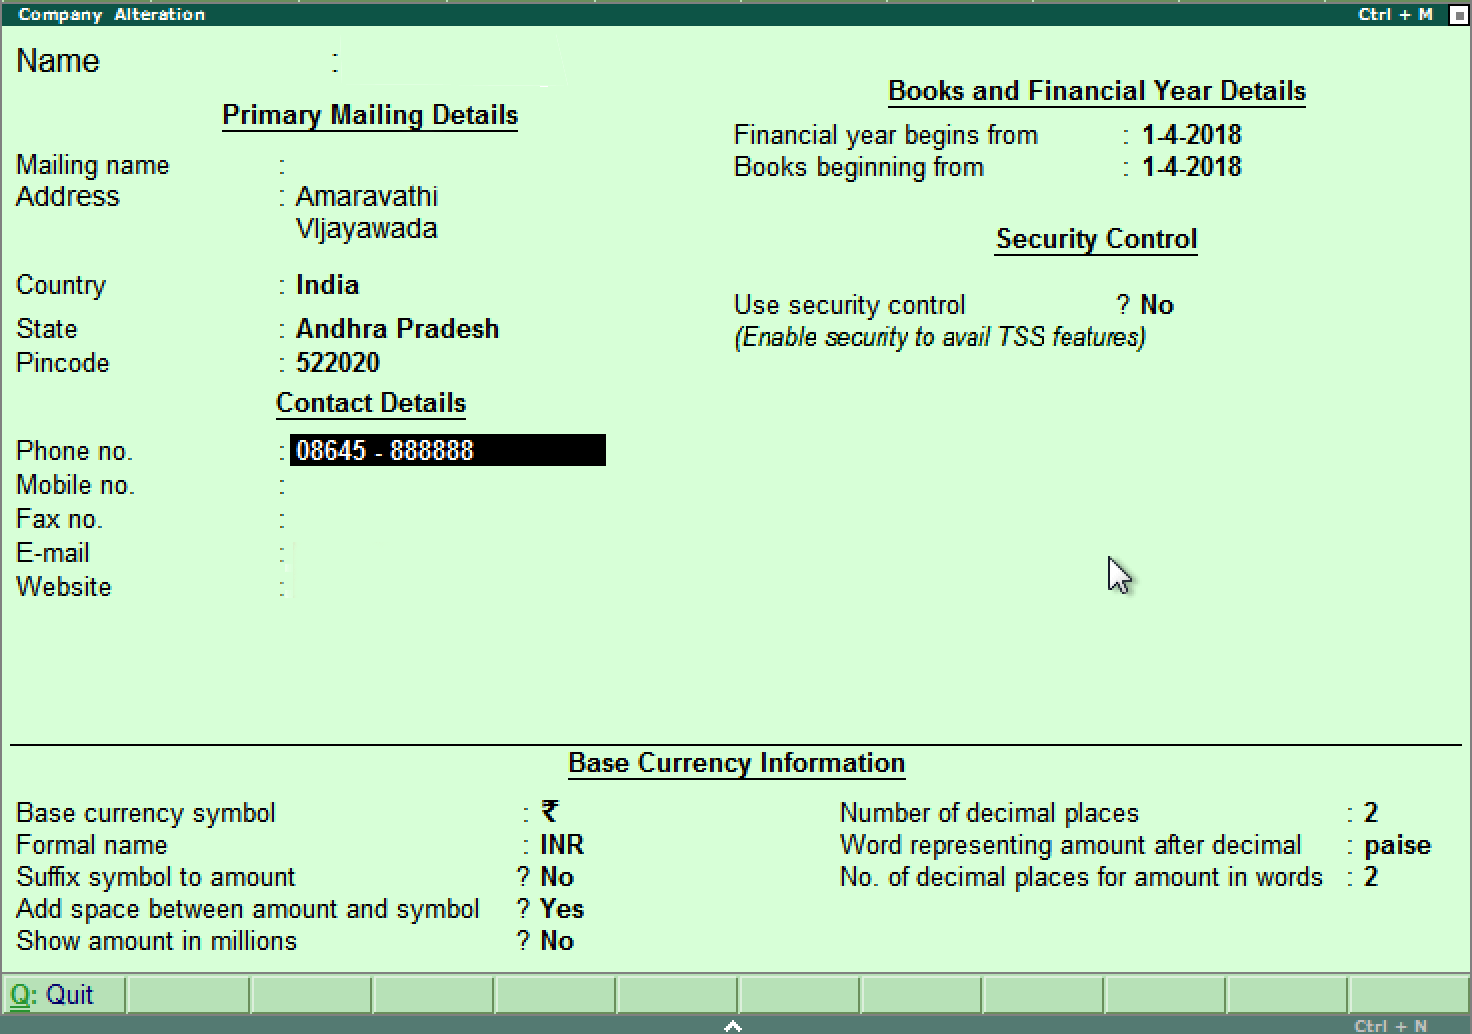 Company Alteration Ctrl + M
Name :
Primary Mailing Details
Mailing name :
Address : Amaravathi
VIjayawada
Country : India
State : Andhra Pradesh
Pincode : 522020
Contact Details
Phone no. : 08645 - 888888
Mobile no. :
Fax no. :
E-mail :
Website :
Books and Financial Year Details
Financial year begins from : 1-4-2018
Books beginning from : 1-4-2018
Security Control
Use security control ? No
(Enable security to avail TSS features)
Base Currency Information
Base currency symbol : ₹
Formal name : INR
Suffix symbol to amount ? No
Add space between amount and symbol ? Yes
Show amount in millions ? No
Number of decimal places : 2
Word representing amount after decimal : paise
No. of decimal places for amount in words : 2
Q: Quit
Ctrl + N